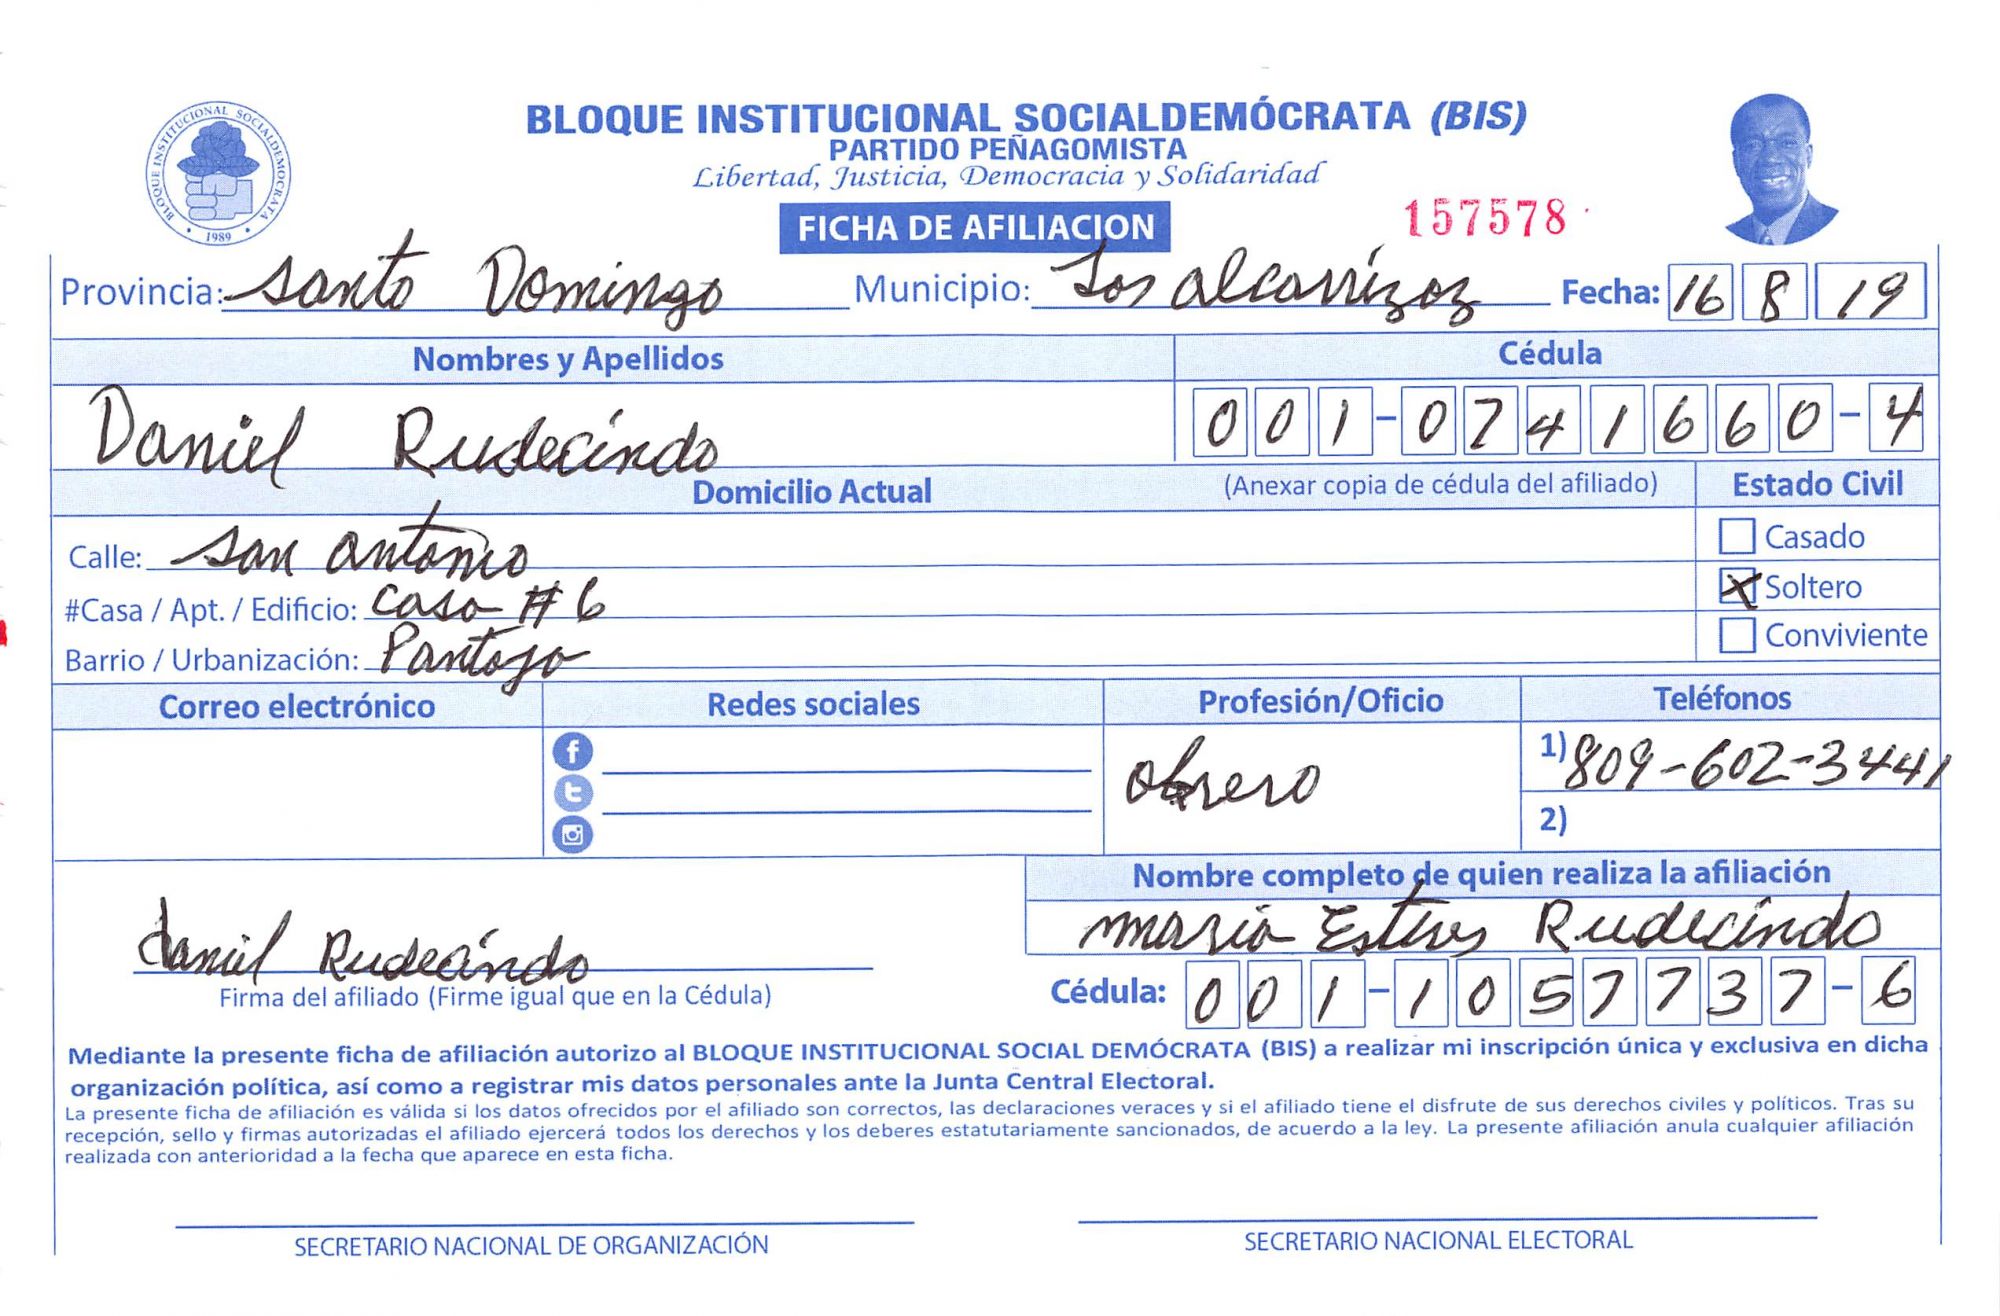 BLOQUE INSTITUCIONAL SOCIALDEMOCRATA
1989
BLOQUE INSTITUCIONAL SOCIALDEMÓCRATA (BIS)
PARTIDO PEÑAGOMISTA
Libertad, Justicia, Democracia y Solidaridad
FICHA DE AFILIACION
157578
Provincia: Santo Domingo Municipio: Los alcarrizoz Fecha: 16 8 19
Nombres y Apellidos Cédula
Daniel Rudecindo 001-0741660-4
Domicilio Actual (Anexar copia de cédula del afiliado) Estado Civil
Calle: San antonio Casado
#Casa / Apt. / Edificio: Casa #6 X Soltero
Barrio / Urbanización: Pantoja Conviviente
Correo electrónico Redes sociales Profesión/Oficio Teléfonos
obrero 1) 809-602-3441
2)
Nombre completo de quien realiza la afiliación
maria Rudecindo
daniel Rudecindo
Firma del afiliado (Firme igual que en la Cédula) Cédula: 001-1057737-6
Mediante la presente ficha de afiliación autorizo al BLOQUE INSTITUCIONAL SOCIAL DEMÓCRATA (BIS) a realizar mi inscripción única y exclusiva en dicha
organización política, así como a registrar mis datos personales ante la Junta Central Electoral.
La presente ficha de afiliación es válida si los datos ofrecidos por el afiliado son correctos, las declaraciones veraces y si el afiliado tiene el disfrute de sus derechos civiles y políticos. Tras su
recepción, sello y firmas autorizadas el afiliado ejercerá todos los derechos y los deberes estatutariamente sancionados, de acuerdo a la ley. La presente afiliación anula cualquier afiliación
realizada con anterioridad a la fecha que aparece en esta ficha.
SECRETARIO NACIONAL DE ORGANIZACIÓN SECRETARIO NACIONAL ELECTORAL